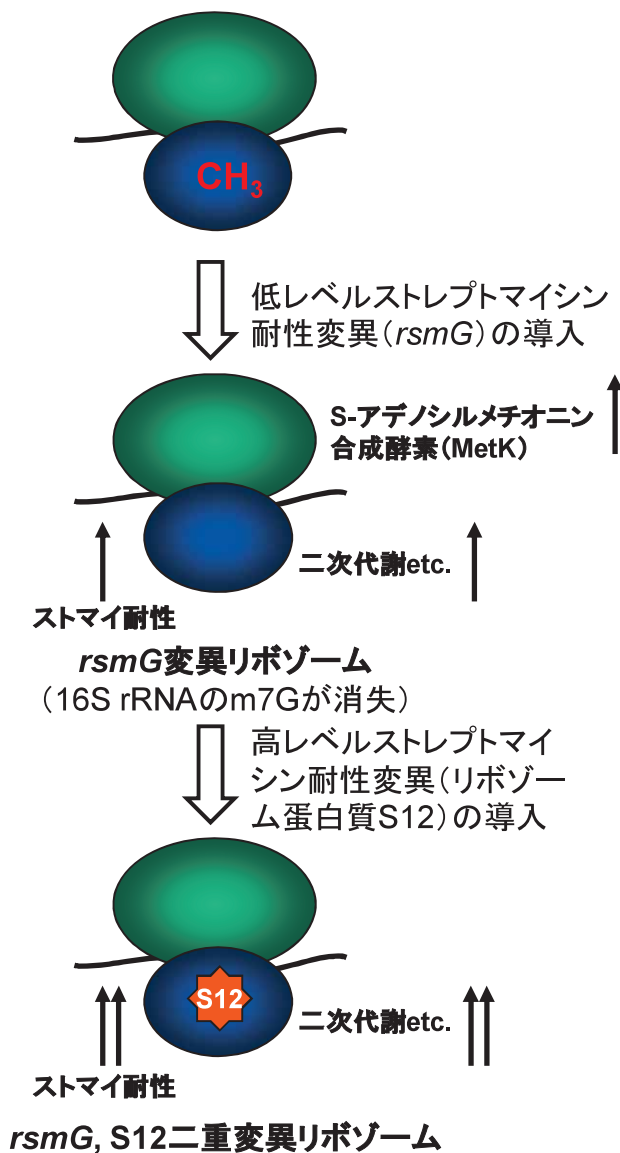 CH3
低レベルストレプトマイシン
耐性変異（rsmG）の導入
S-アデノシルメチオニン
合成酵素（MetK）
二次代謝etc.
ストマイ耐性
rsmG変異リボゾーム
（16S rRNAのm7Gが消失）
高レベルストレプトマイ
シン耐性変異（リボゾー
ム蛋白質S12）の導入
S12
二次代謝etc.
ストマイ耐性
rsmG, S12二重変異リボゾーム